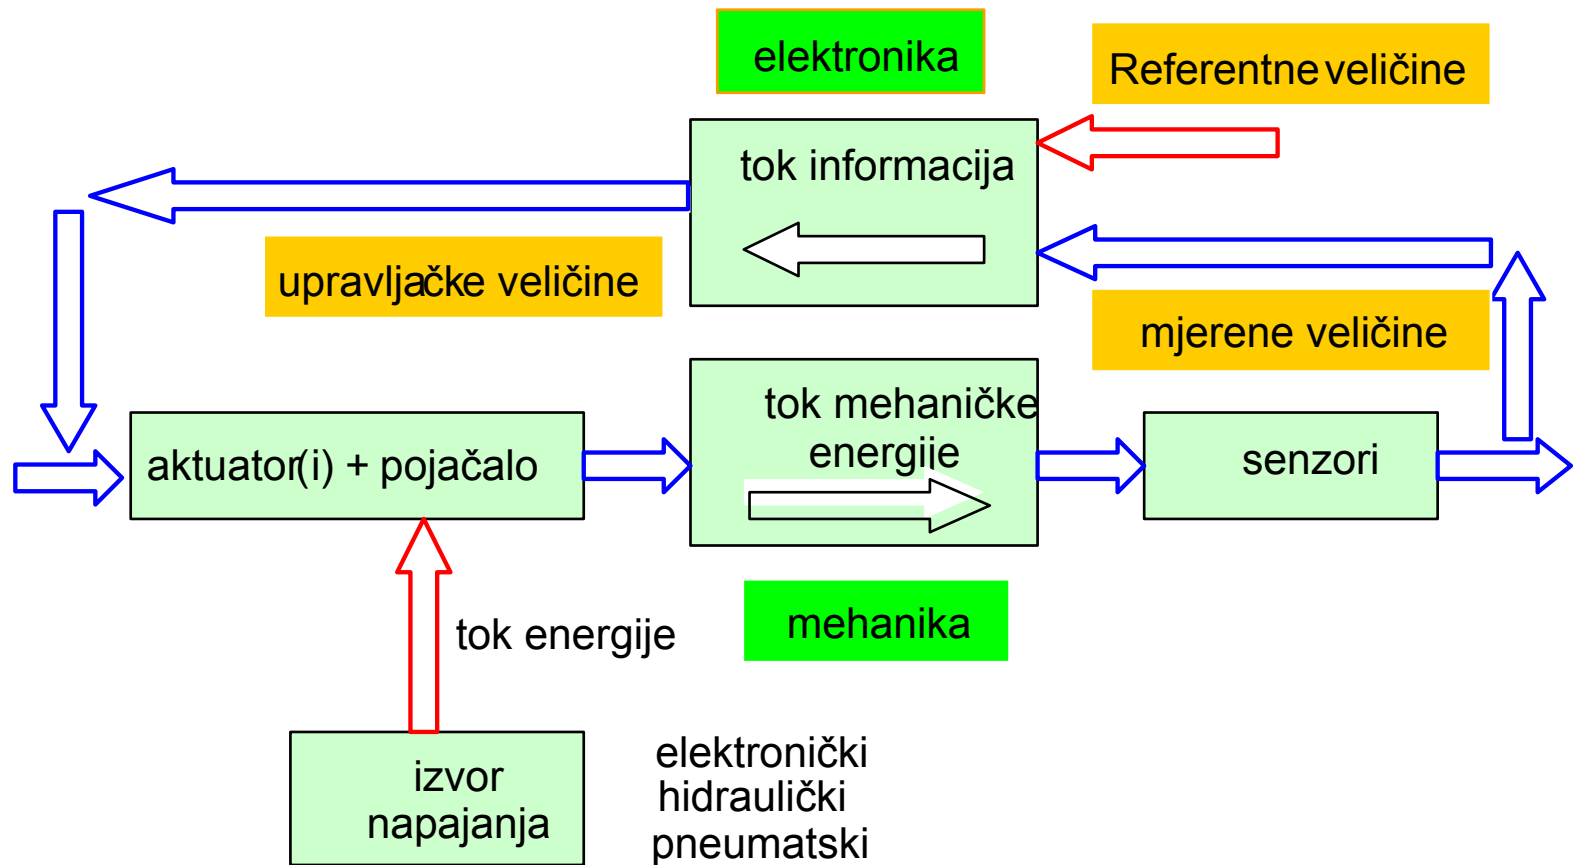 elektronika
Referentne veličine
tok informacija
upravljačke veličine
mjerene veličine
tok mehaničke
energije
aktuator(i) + pojačalo
senzori
mehanika
tok energije
izvor
napajanja
elektronički
hidraulički
pneumatski